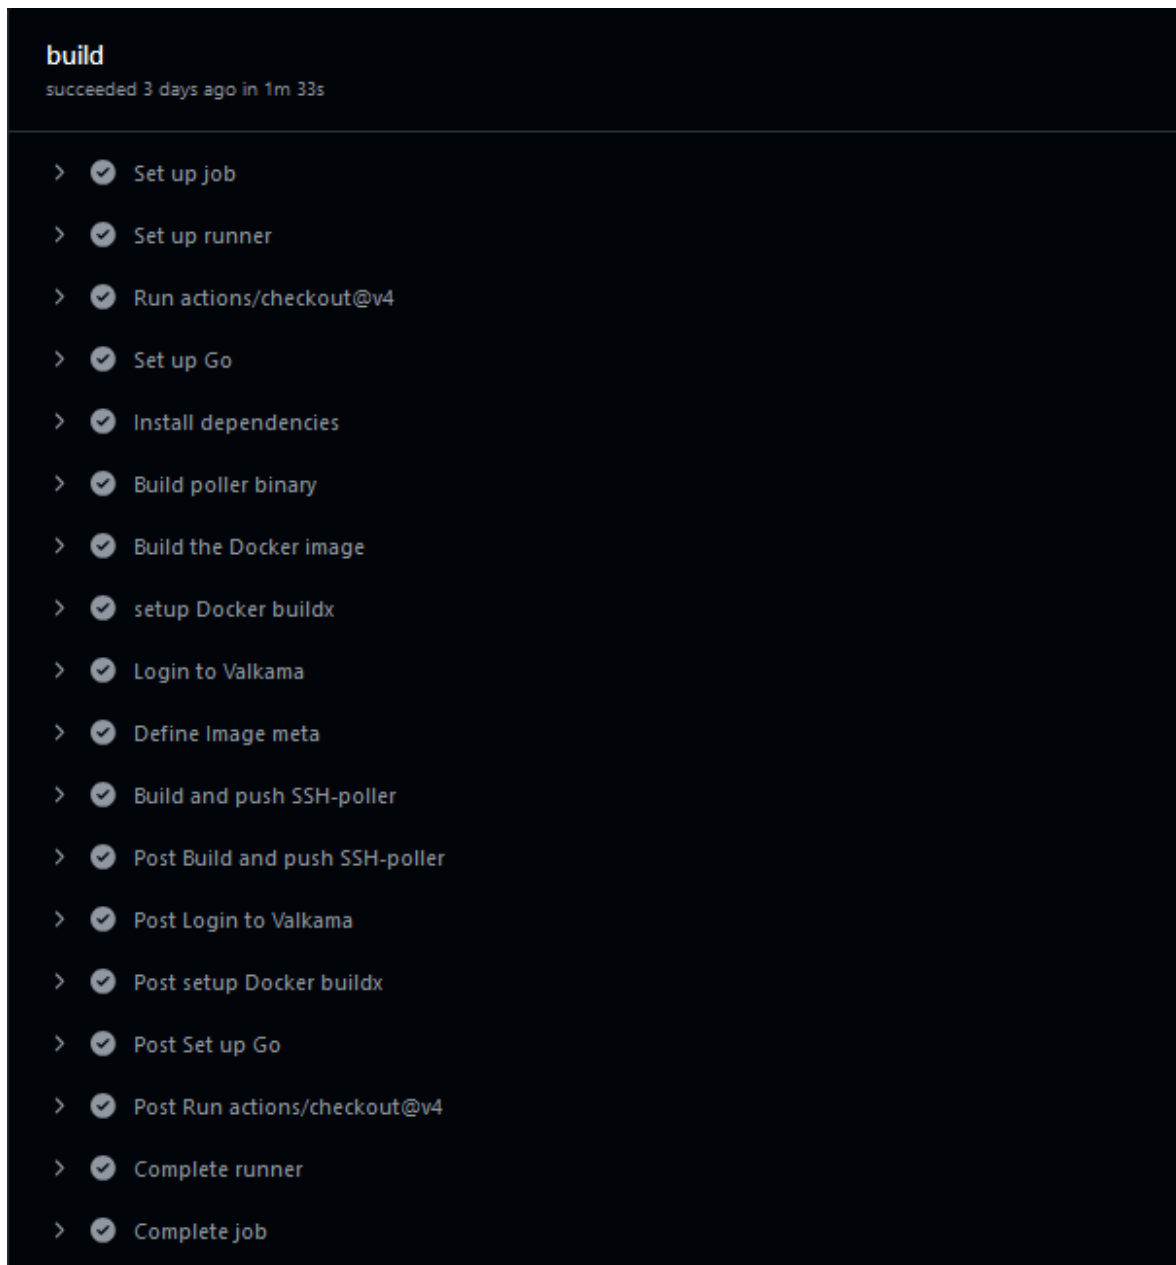 build
succeeded 3 days ago in 1m 33s
Set up job
Set up runner
Run actions/checkout@v4
Set up Go
Install dependencies
Build poller binary
Build the Docker image
setup Docker buildx
Login to Valkama
Define Image meta
Build and push SSH-poller
Post Build and push SSH-poller
Post Login to Valkama
Post setup Docker buildx
Post Set up Go
Post Run actions/checkout@v4
Complete runner
Complete job